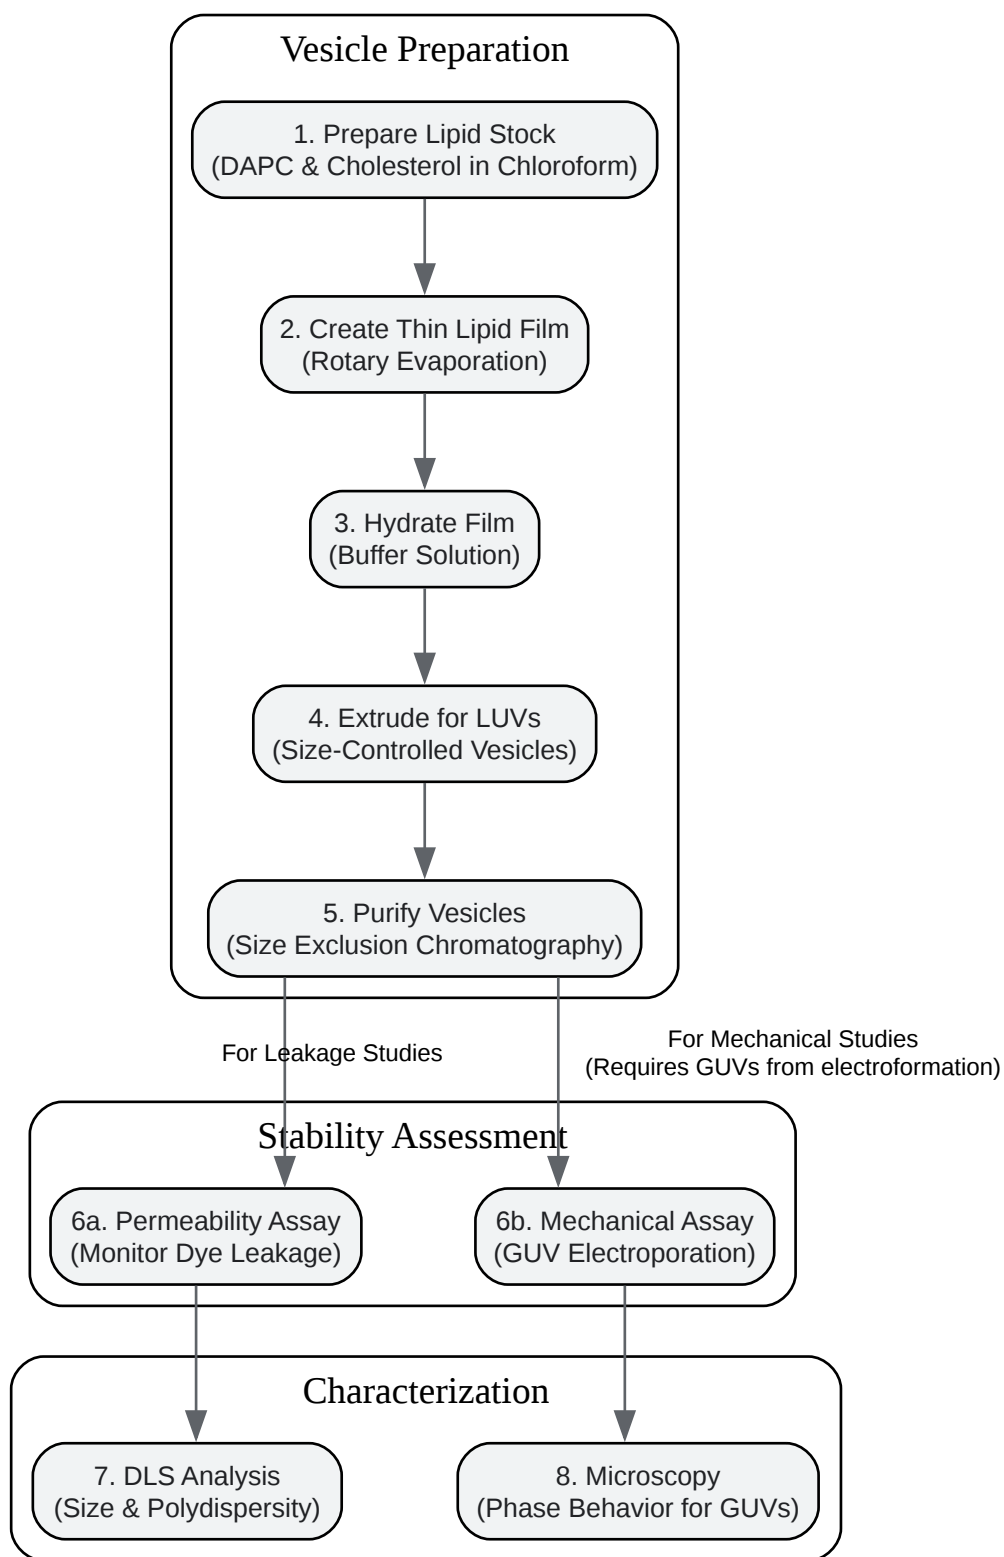 Vesicle Preparation
1. Prepare Lipid Stock
(DAPC & Cholesterol in Chloroform)
2. Create Thin Lipid Film
(Rotary Evaporation)
3. Hydrate Film
(Buffer Solution)
4. Extrude for LUVs
(Size-Controlled Vesicles)
5. Purify Vesicles
(Size Exclusion Chromatography)
For Leakage Studies
For Mechanical Studies
(Requires GUVs from electroformation)
Stability Assessment
6a. Permeability Assay
(Monitor Dye Leakage)
6b. Mechanical Assay
(GUV Electroporation)
Characterization
7. DLS Analysis
(Size & Polydispersity)
8. Microscopy
(Phase Behavior for GUVs)